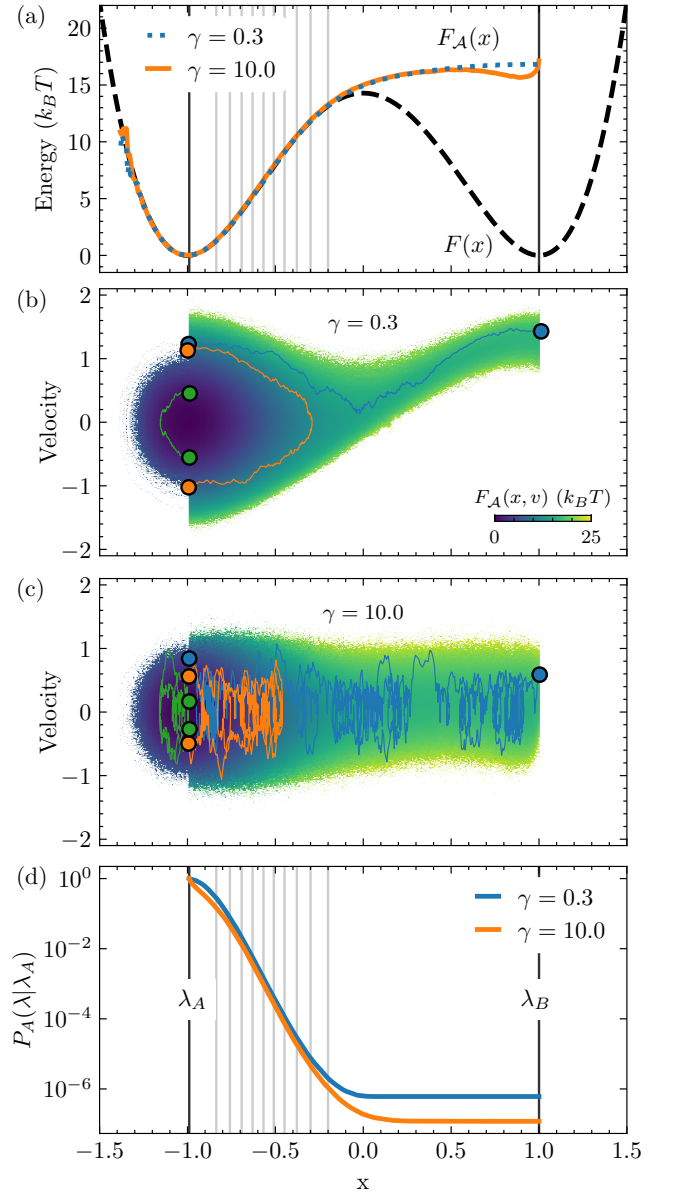 (a)
γ = 0.3
γ = 10.0
F_A(x)
F(x)
Energy (k_BT)
20
15
10
5
0
(b)
γ = 0.3
Velocity
2
1
0
−1
−2
F_A(x, v) (k_BT)
0 25
(c)
γ = 10.0
Velocity
2
1
0
−1
−2
(d)
γ = 0.3
γ = 10.0
λ_A
λ_B
P_A(λ|λ_A)
10^0
10^−2
10^−4
10^−6
−1.5 −1.0 −0.5 0.0 0.5 1.0 1.5
x